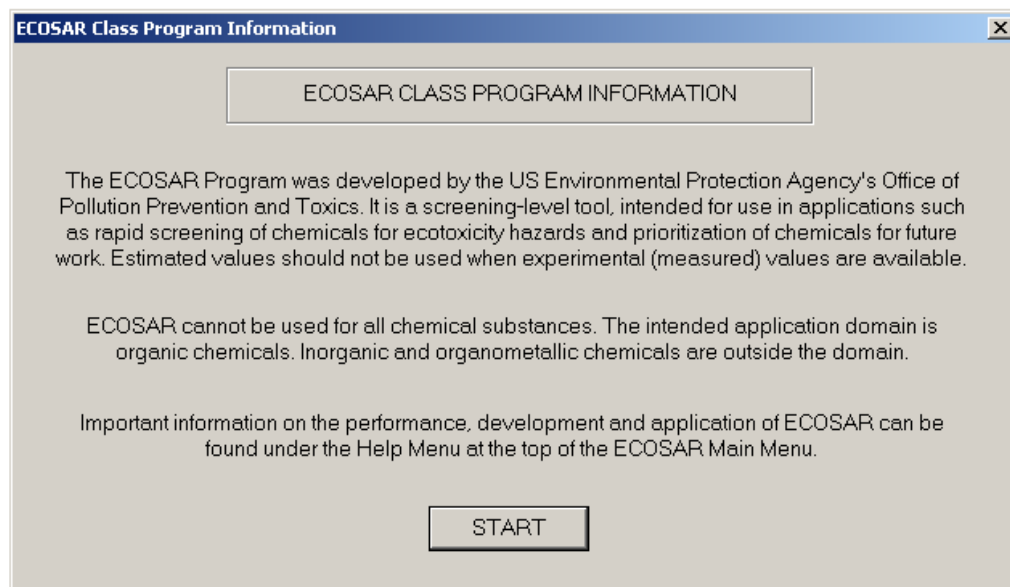 ECOSAR Class Program Information
ECOSAR CLASS PROGRAM INFORMATION
The ECOSAR Program was developed by the US Environmental Protection Agency's Office of
Pollution Prevention and Toxics. It is a screening-level tool, intended for use in applications such
as rapid screening of chemicals for ecotoxicity hazards and prioritization of chemicals for future
work. Estimated values should not be used when experimental (measured) values are available.
ECOSAR cannot be used for all chemical substances. The intended application domain is
organic chemicals. Inorganic and organometallic chemicals are outside the domain.
Important information on the performance, development and application of ECOSAR can be
found under the Help Menu at the top of the ECOSAR Main Menu.
START